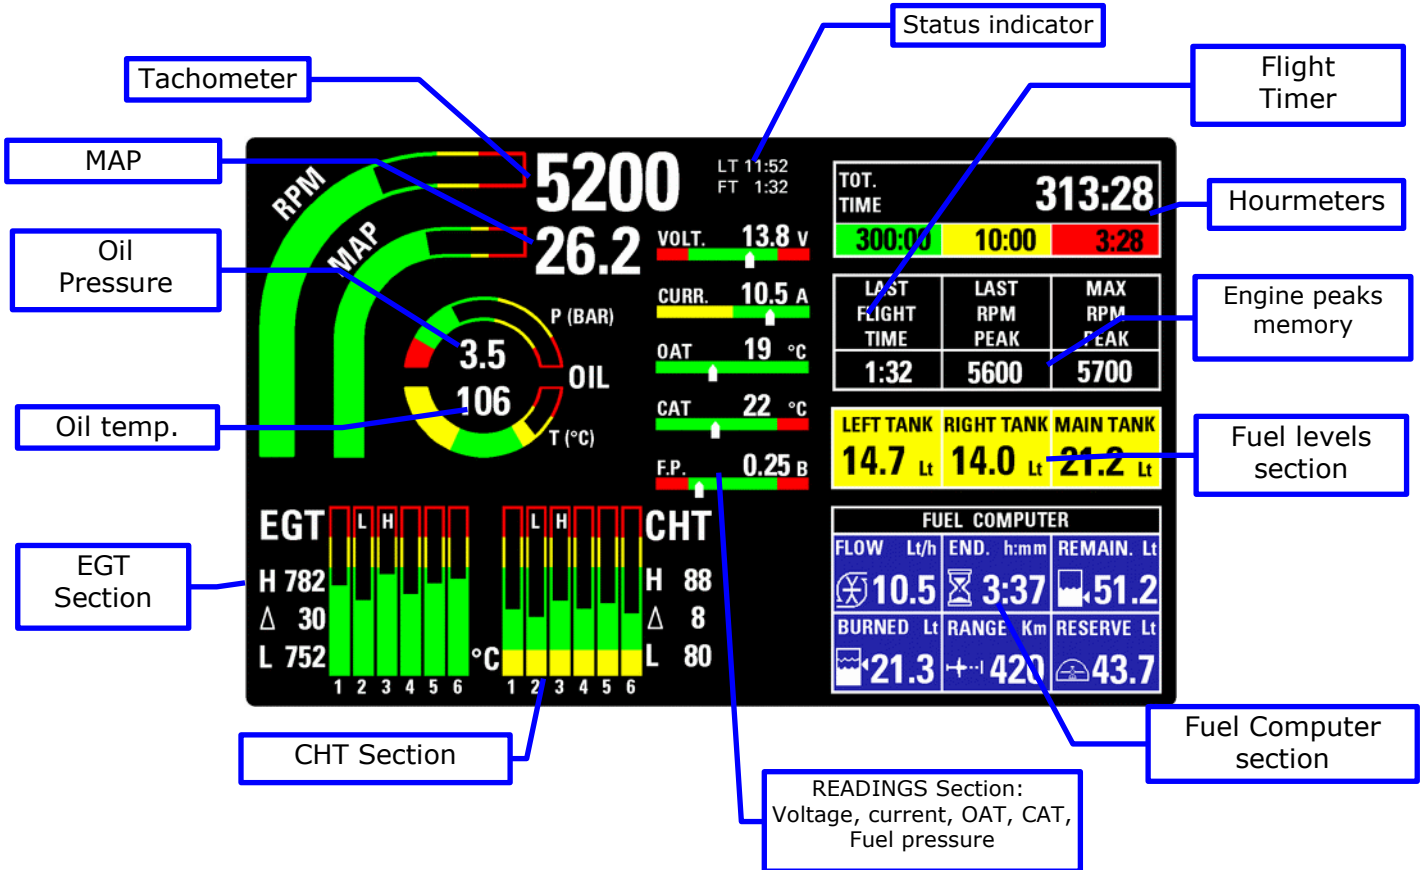 Status indicator
Tachometer
Flight
Timer
MAP
Hourmeters
Oil
Pressure
Engine peaks
memory
Oil temp.
Fuel levels
section
EGT
Section
CHT Section
Fuel Computer
section
READINGS Section:
Voltage, current, OAT, CAT,
Fuel pressure
RPM
5200
MAP
26.2
LT 11:52
FT 1:32
P (BAR)
3.5
OIL
106
T (°C)
VOLT. 13.8 V
CURR. 10.5 A
OAT 19 °C
CAT 22 °C
F.P. 0.25 B
TOT.
TIME
313:28
300:00 10:00 3:28
LAST LAST MAX
FLIGHT RPM RPM
TIME PEAK PEAK
1:32 5600 5700
LEFT TANK RIGHT TANK MAIN TANK
14.7 Lt 14.0 Lt 21.2 Lt
FUEL COMPUTER
FLOW Lt/h END. h:mm REMAIN. Lt
10.5 3:37 51.2
BURNED Lt RANGE Km RESERVE Lt
21.3 420 43.7
EGT L H
H 782
Δ 30
L 752
°C
1 2 3 4 5 6
L H CHT
H 88
Δ 8
L 80
1 2 3 4 5 6